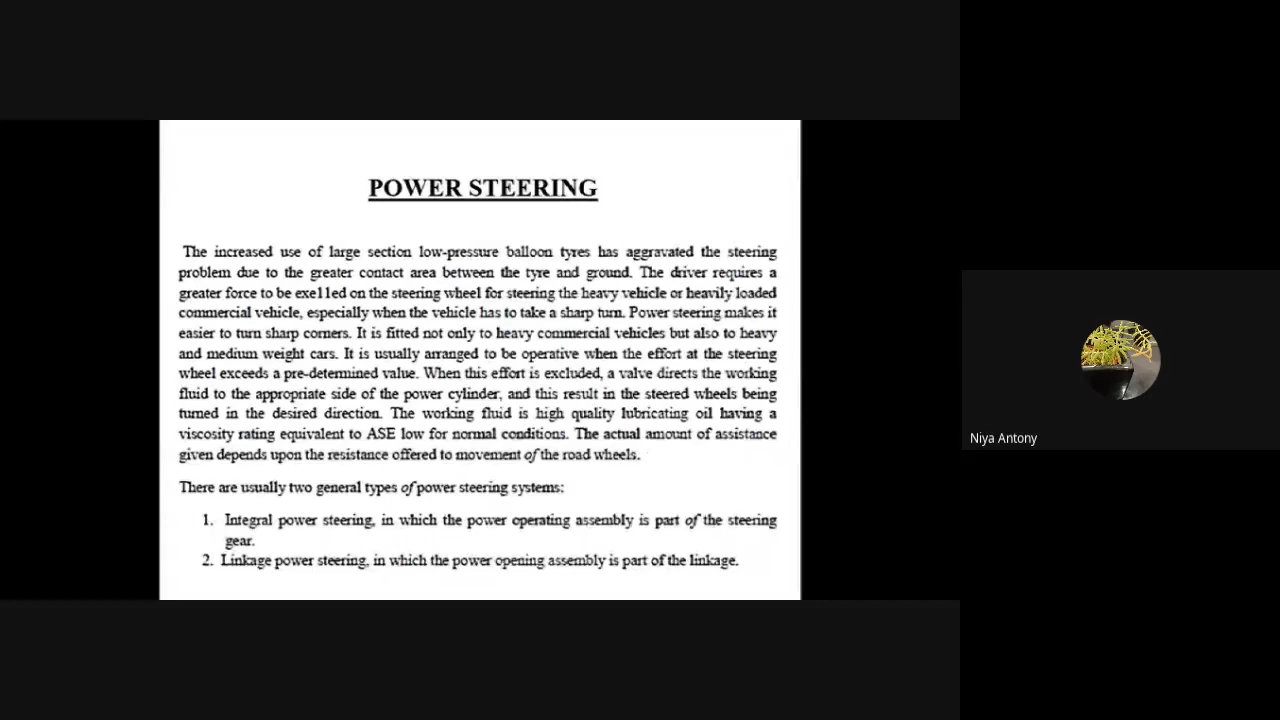 POWER STEERING
The increased use of large section low-pressure balloon tyres has aggravated the steering
problem due to the greater contact area between the tyre and ground. The driver requires a
greater force to be exel1ed on the steering wheel for steering the heavy vehicle or heavily loaded
commercial vehicle, especially when the vehicle has to take a sharp turn. Power steering makes it
easier to turn sharp corners. It is fitted not only to heavy commercial vehicles but also to heavy
and medium weight cars. It is usually arranged to be operative when the effort at the steering
wheel exceeds a pre-determined value. When this effort is excluded, a valve directs the working
fluid to the appropriate side of the power cylinder, and this result in the steered wheels being
turned in the desired direction. The working fluid is high quality lubricating oil having a
viscosity rating equivalent to ASE low for normal conditions. The actual amount of assistance
given depends upon the resistance offered to movement of the road wheels.
There are usually two general types of power steering systems:
1. Integral power steering, in which the power operating assembly is part of the steering
gear.
2. Linkage power steering, in which the power opening assembly is part of the linkage.
Niya Antony